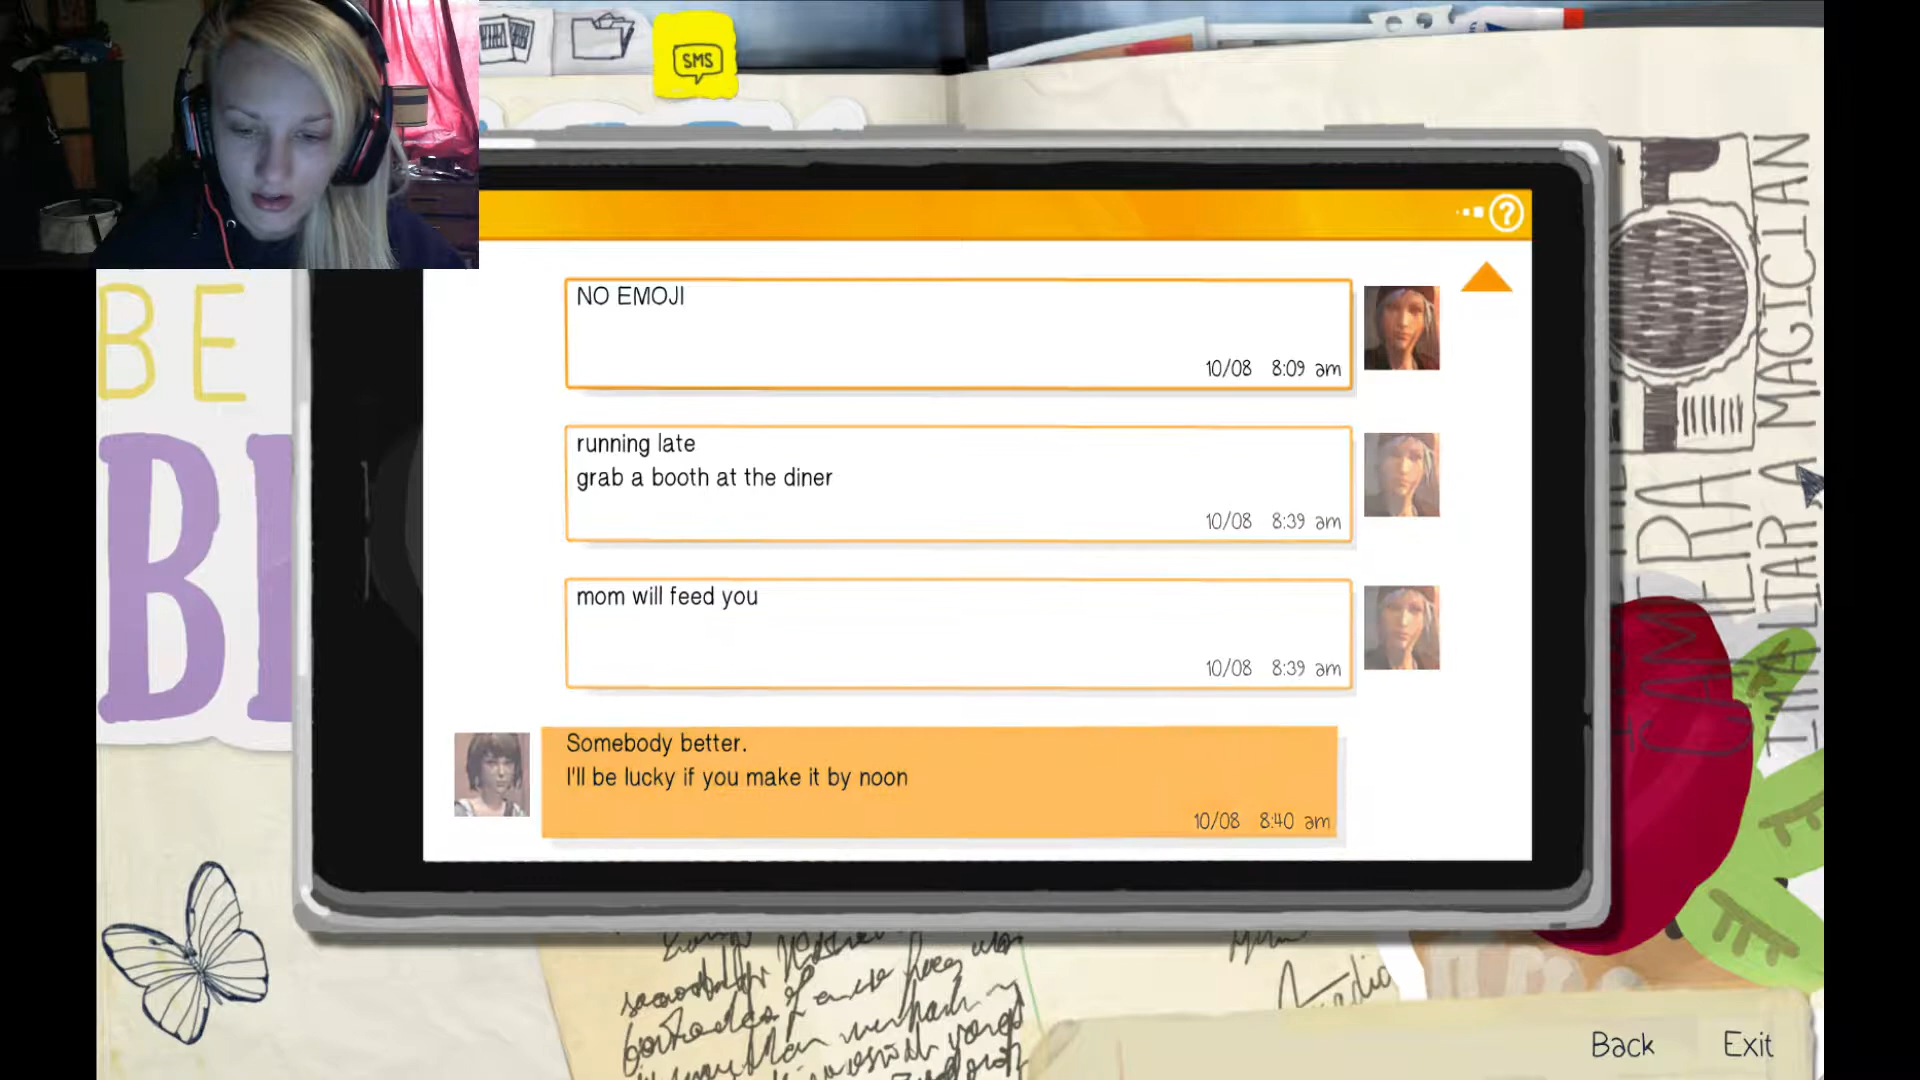 SMS
?
NO EMOJI
10/08 8:09 am
running late
grab a booth at the diner
10/08 8:39 am
mom will feed you
10/08 8:39 am
Somebody better.
I'll be lucky if you make it by noon
10/08 8:40 am
BE
CAMERA
LIAR A MAGICIAN
Back
Exit